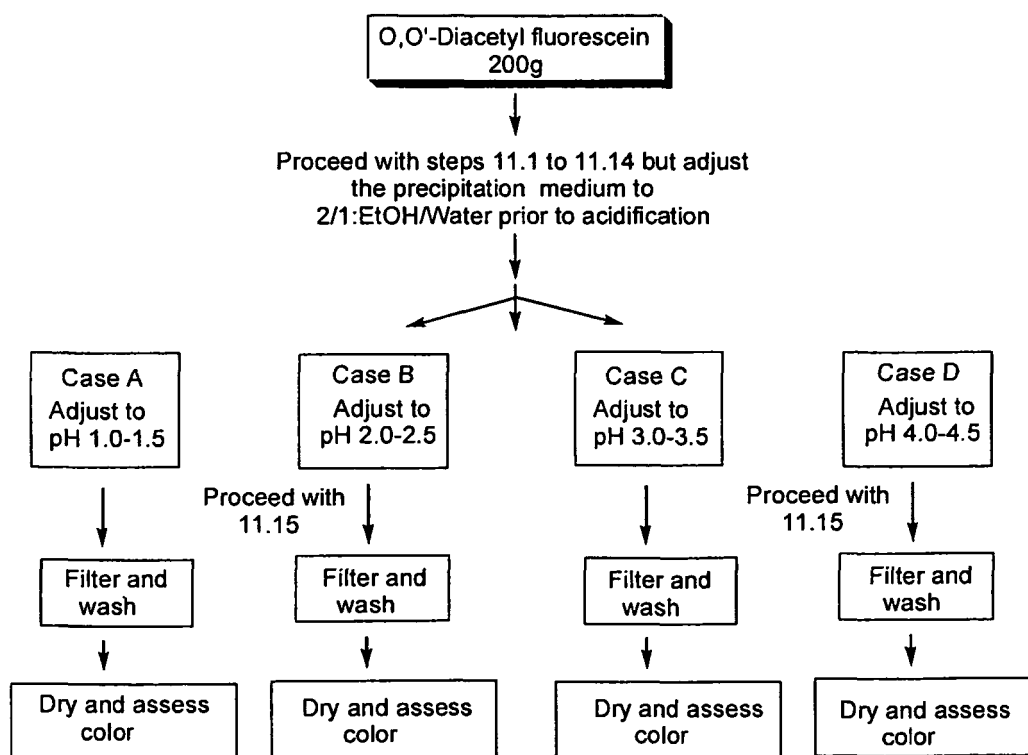 O,O'-Diacetyl fluorescein
200g
Proceed with steps 11.1 to 11.14 but adjust
the precipitation medium to
2/1:EtOH/Water prior to acidification
Case A
Adjust to
pH 1.0-1.5
Case B
Adjust to
pH 2.0-2.5
Case C
Adjust to
pH 3.0-3.5
Case D
Adjust to
pH 4.0-4.5
Proceed with
11.15
Proceed with
11.15
Filter and
wash
Filter and
wash
Filter and
wash
Filter and
wash
Dry and assess
color
Dry and assess
color
Dry and assess
color
Dry and assess
color